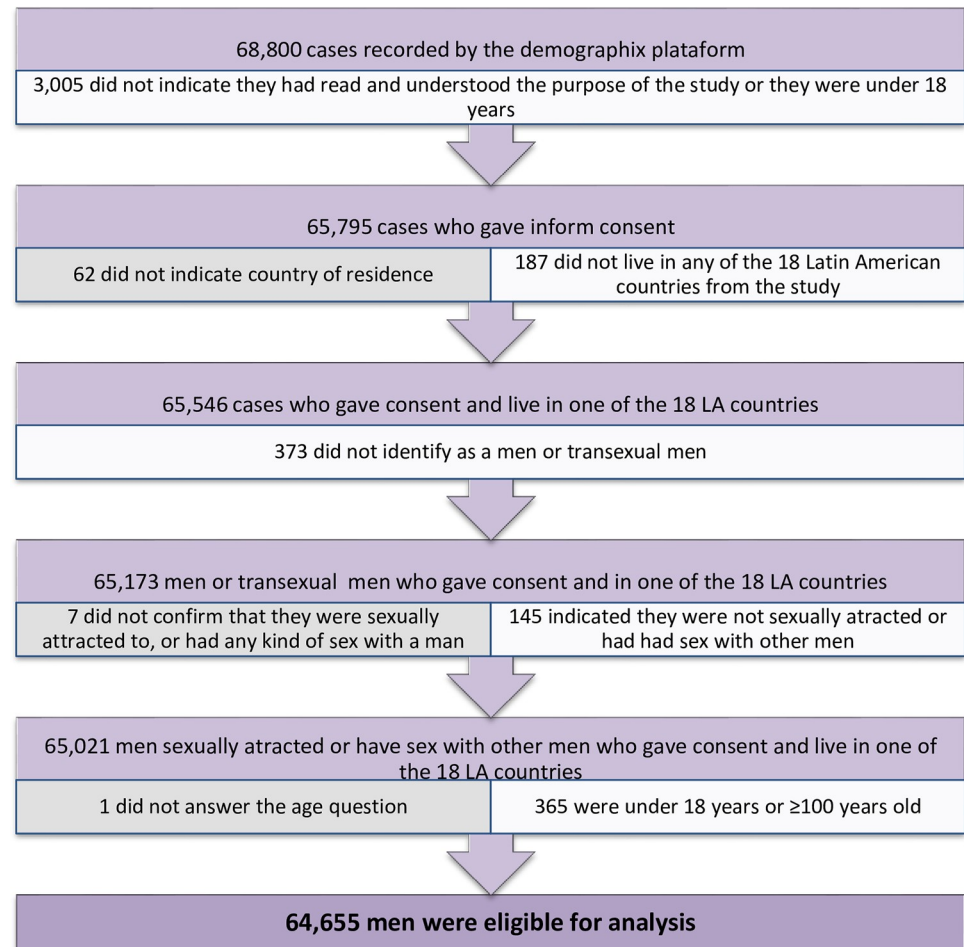 68,800 cases recorded by the demographix plataform
3,005 did not indicate they had read and understood the purpose of the study or they were under 18
years
65,795 cases who gave inform consent
62 did not indicate country of residence
187 did not live in any of the 18 Latin American
countries from the study
65,546 cases who gave consent and live in one of the 18 LA countries
373 did not identify as a men or transexual men
65,173 men or transexual  men who gave consent and in one of the 18 LA countries
7 did not confirm that they were sexually
attracted to, or had any kind of sex with a man
145 indicated they were not sexually atracted or
had had sex with other men
65,021 men sexually atracted or have sex with other men who gave consent and live in one of
the 18 LA countries
1 did not answer the age question
365 were under 18 years or ≥100 years old
64,655 men were eligible for analysis